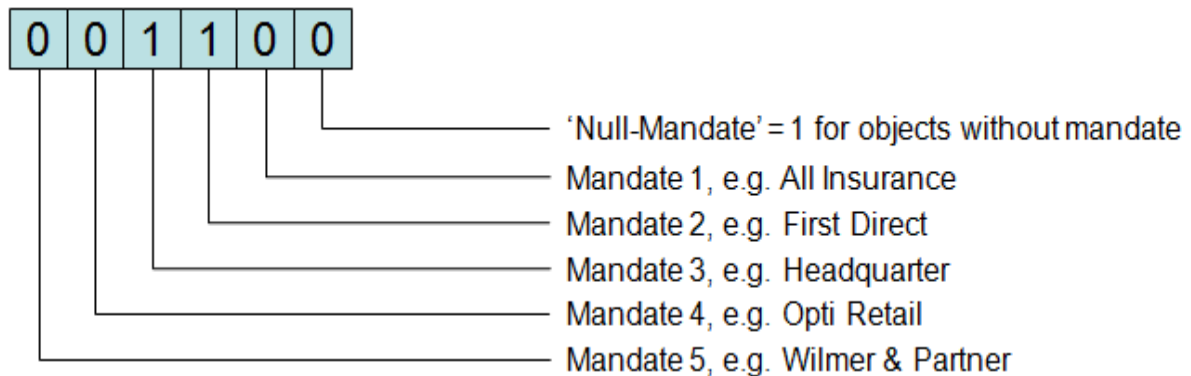 0 0 1 1 0 0
‘Null-Mandate’ = 1 for objects without mandate
Mandate 1, e.g. All Insurance
Mandate 2, e.g. First Direct
Mandate 3, e.g. Headquarter
Mandate 4, e.g. Opti Retail
Mandate 5, e.g. Wilmer & Partner